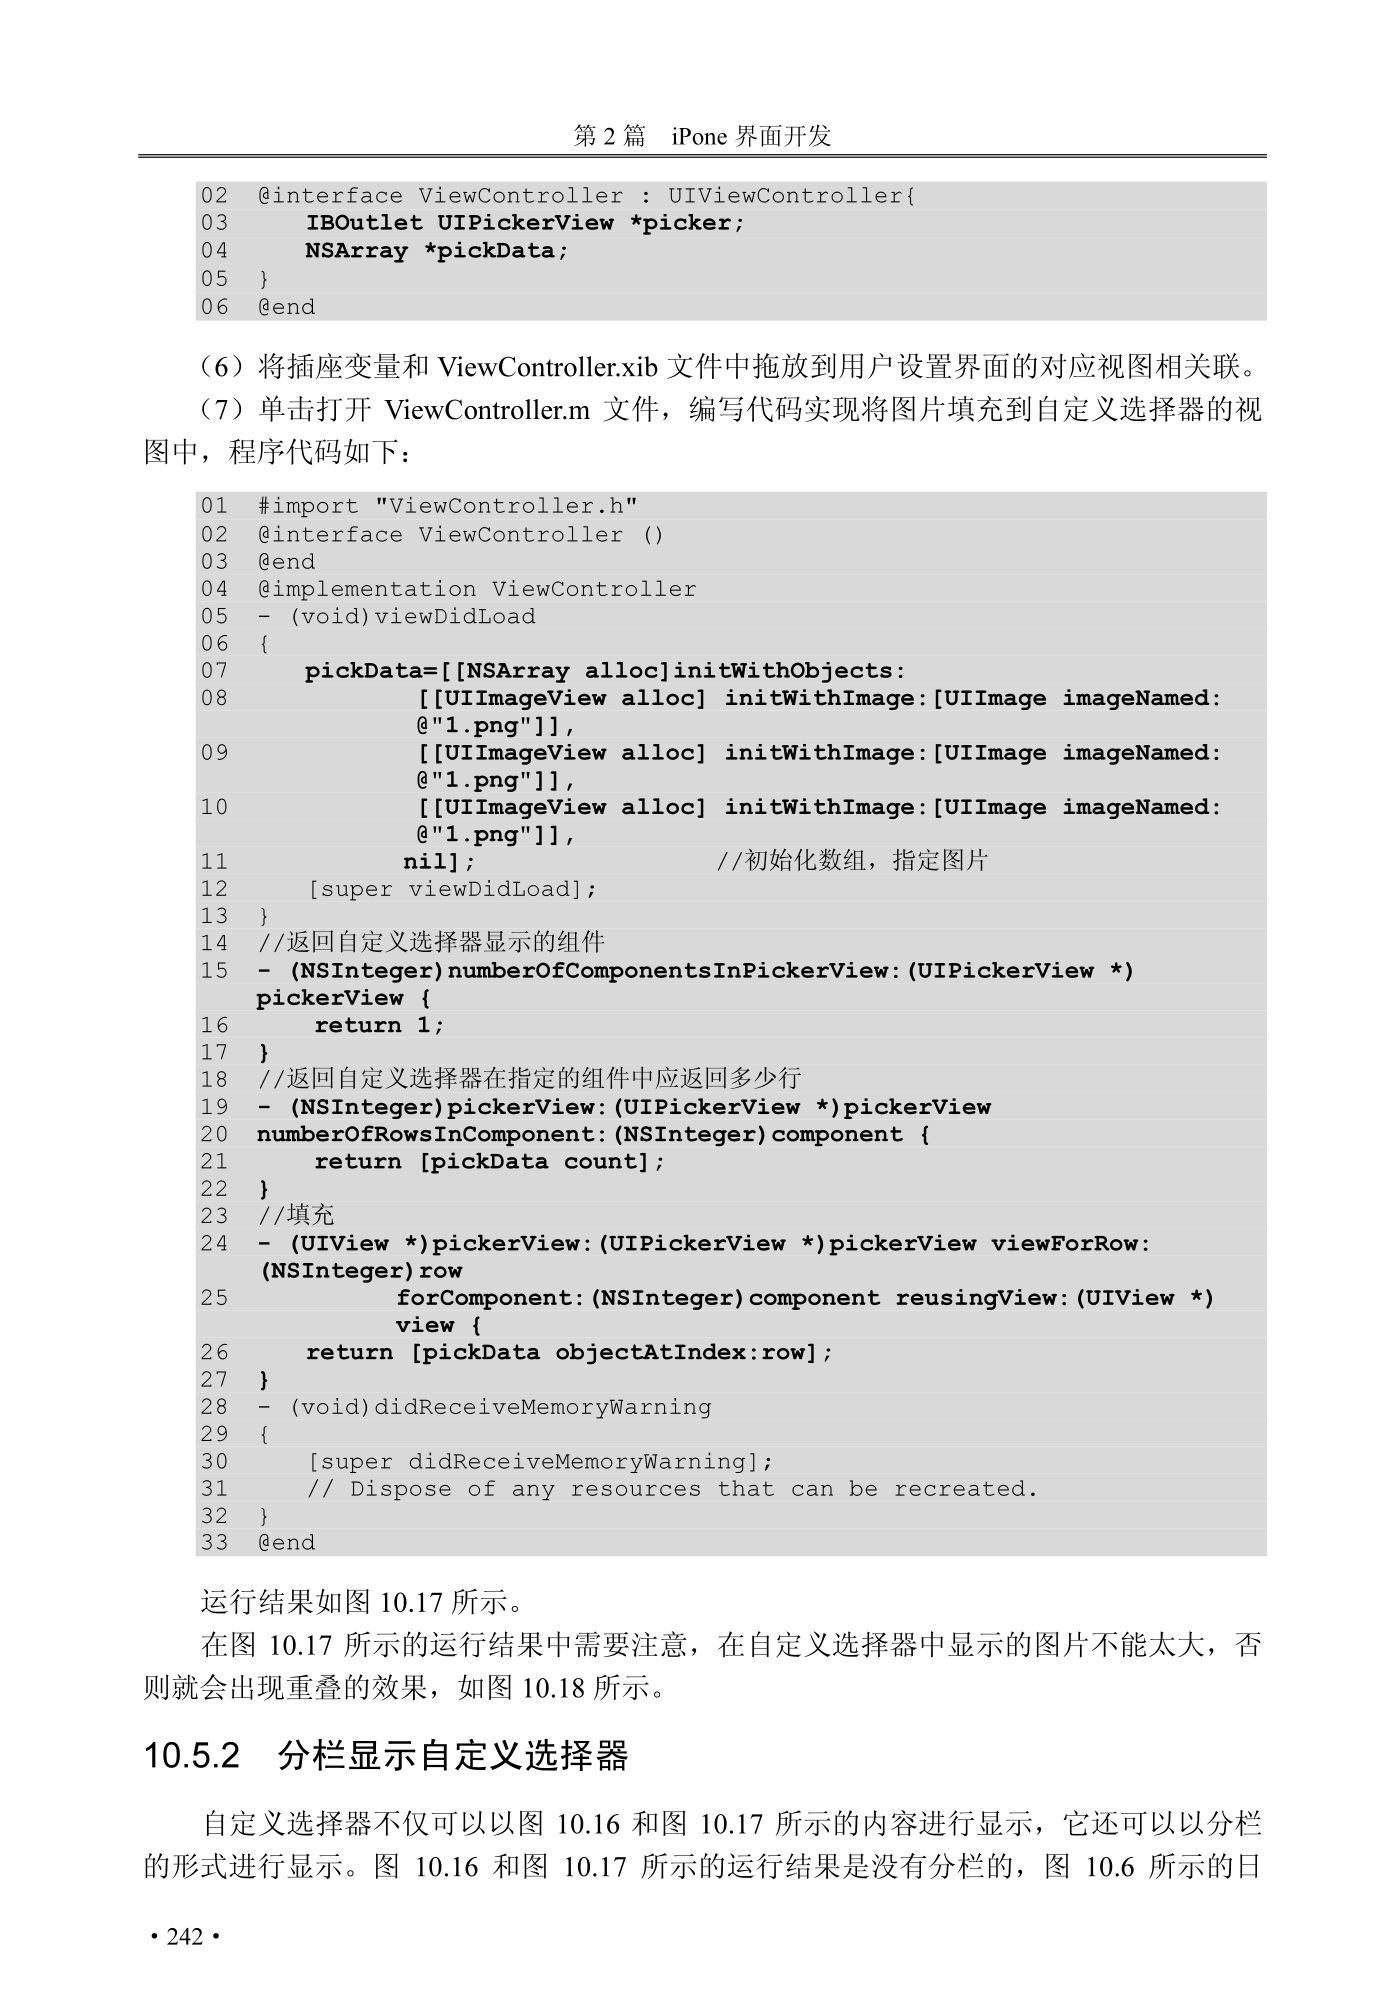 第 2 篇　iPone 界面开发
02 @interface ViewController : UIViewController{
03     IBOutlet UIPickerView *picker;
04     NSArray *pickData;
05 }
06 @end
（6）将插座变量和 ViewController.xib 文件中拖放到用户设置界面的对应视图相关联。
（7）单击打开 ViewController.m 文件，编写代码实现将图片填充到自定义选择器的视
图中，程序代码如下：
01 #import "ViewController.h"
02 @interface ViewController ()
03 @end
04 @implementation ViewController
05 - (void)viewDidLoad
06 {
07     pickData=[[NSArray alloc]initWithObjects:
08             [[UIImageView alloc] initWithImage:[UIImage imageNamed:
            @"1.png"]],
09             [[UIImageView alloc] initWithImage:[UIImage imageNamed:
            @"1.png"]],
10             [[UIImageView alloc] initWithImage:[UIImage imageNamed:
            @"1.png"]],
11            nil];                //初始化数组，指定图片
12     [super viewDidLoad];
13 }
14 //返回自定义选择器显示的组件
15 - (NSInteger)numberOfComponentsInPickerView:(UIPickerView *)
pickerView {
16     return 1;
17 }
18 //返回自定义选择器在指定的组件中应返回多少行
19 - (NSInteger)pickerView:(UIPickerView *)pickerView
20 numberOfRowsInComponent:(NSInteger)component {
21     return [pickData count];
22 }
23 //填充
24 - (UIView *)pickerView:(UIPickerView *)pickerView viewForRow:
(NSInteger)row
25           forComponent:(NSInteger)component reusingView:(UIView *)
          view {
26     return [pickData objectAtIndex:row];
27 }
28 - (void)didReceiveMemoryWarning
29 {
30     [super didReceiveMemoryWarning];
31     // Dispose of any resources that can be recreated.
32 }
33 @end
运行结果如图 10.17 所示。
在图 10.17 所示的运行结果中需要注意，在自定义选择器中显示的图片不能太大，否
则就会出现重叠的效果，如图 10.18 所示。
10.5.2　分栏显示自定义选择器
自定义选择器不仅可以以图 10.16 和图 10.17 所示的内容进行显示，它还可以以分栏
的形式进行显示。图 10.16 和图 10.17 所示的运行结果是没有分栏的，图 10.6 所示的日
·242·